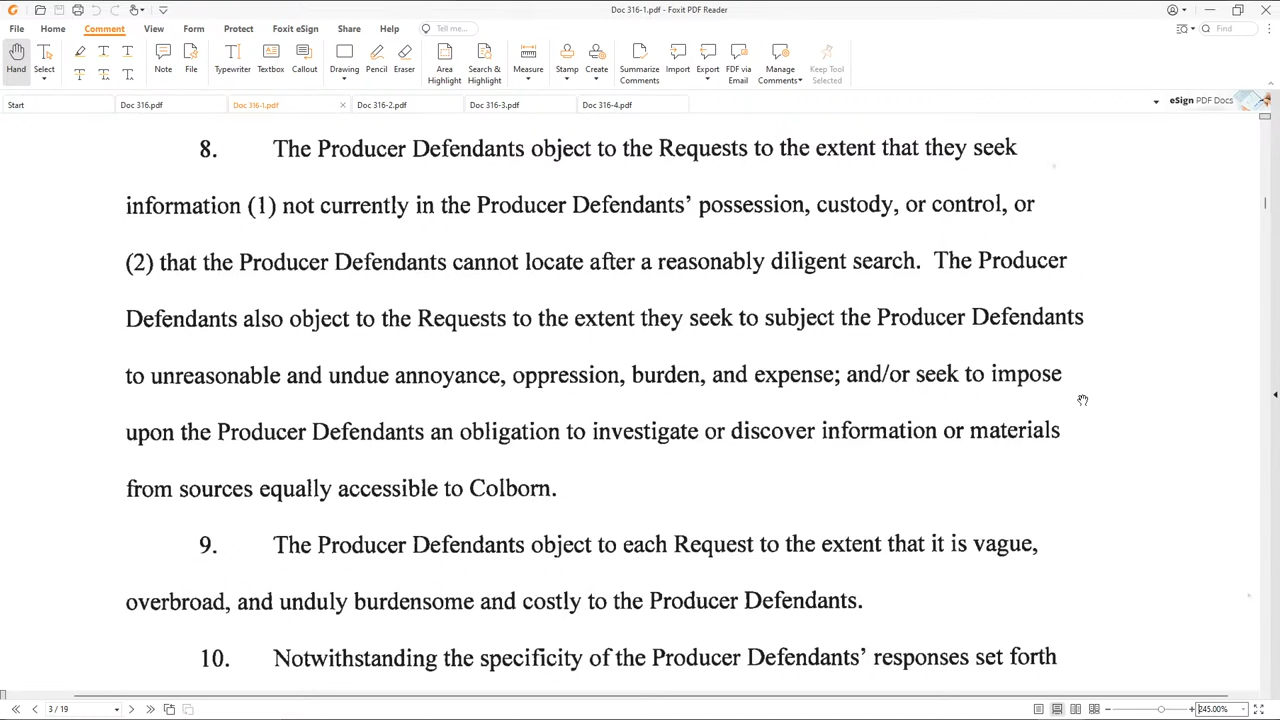 Doc 316-1.pdf - Foxit PDF Reader
File Home Comment View Form Protect Foxit eSign Share Help Tell me... Find
Hand Select Note File Typewriter Textbox Callout Drawing Pencil Eraser Area Highlight Search & Highlight Measure Stamp Create Summarize Comments Import Export FDF via Email Manage Comments Keep Tool Selected
Start Doc 316.pdf Doc 316-1.pdf Doc 316-2.pdf Doc 316-3.pdf Doc 316-4.pdf eSign PDF Docs
8. The Producer Defendants object to the Requests to the extent that they seek
information (1) not currently in the Producer Defendants’ possession, custody, or control, or
(2) that the Producer Defendants cannot locate after a reasonably diligent search. The Producer
Defendants also object to the Requests to the extent they seek to subject the Producer Defendants
to unreasonable and undue annoyance, oppression, burden, and expense; and/or seek to impose
upon the Producer Defendants an obligation to investigate or discover information or materials
from sources equally accessible to Colborn.
9. The Producer Defendants object to each Request to the extent that it is vague,
overbroad, and unduly burdensome and costly to the Producer Defendants.
10. Notwithstanding the specificity of the Producer Defendants’ responses set forth
3 / 19 245.00%